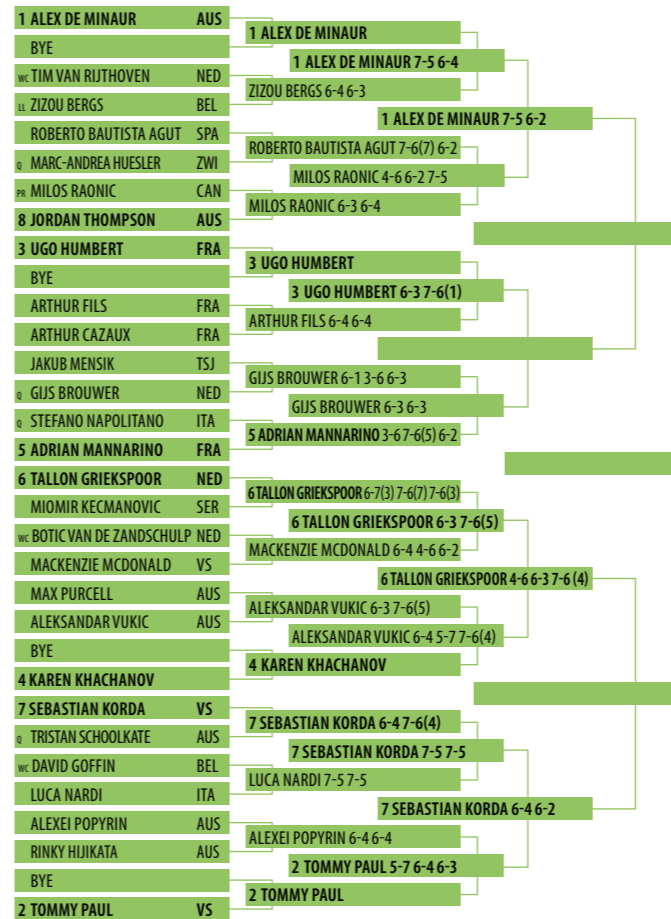 1 ALEX DE MINAUR AUS
BYE
WC TIM VAN RIJTHOVEN NED
LL ZIZOU BERGS BEL
ROBERTO BAUTISTA AGUT SPA
Q MARC-ANDREA HUESLER ZWI
PR MILOS RAONIC CAN
8 JORDAN THOMPSON AUS
3 UGO HUMBERT FRA
BYE
ARTHUR FILS FRA
ARTHUR CAZAUX FRA
JAKUB MENSIK TSJ
Q GIJS BROUWER NED
Q STEFANO NAPOLITANO ITA
5 ADRIAN MANNARINO FRA
6 TALLON GRIEKSPOOR NED
MIOMIR KECMANOVIC SER
WC BOTIC VAN DE ZANDSCHULP NED
MACKENZIE MCDONALD VS
MAX PURCELL AUS
ALEKSANDAR VUKIC AUS
BYE
4 KAREN KHACHANOV
7 SEBASTIAN KORDA VS
Q TRISTAN SCHOOLKATE AUS
WC DAVID GOFFIN BEL
LUCA NARDI ITA
ALEXEI POPYRIN AUS
RINKY HIJIKATA AUS
BYE
2 TOMMY PAUL VS
1 ALEX DE MINAUR
ZIZOU BERGS 6-4 6-3
ROBERTO BAUTISTA AGUT 7-6(7) 6-2
MILOS RAONIC 6-3 6-4
3 UGO HUMBERT
ARTHUR FILS 6-4 6-4
GIJS BROUWER 6-1 3-6 6-3
5 ADRIAN MANNARINO 3-6 7-6(5) 6-2
6 TALLON GRIEKSPOOR 6-7(3) 7-6(7) 7-6(3)
MACKENZIE MCDONALD 6-4 4-6 6-2
ALEKSANDAR VUKIC 6-3 7-6(5)
4 KAREN KHACHANOV
7 SEBASTIAN KORDA 6-4 7-6(4)
LUCA NARDI 7-5 7-5
ALEXEI POPYRIN 6-4 6-4
2 TOMMY PAUL
1 ALEX DE MINAUR 7-5 6-4
MILOS RAONIC 4-6 6-2 7-5
3 UGO HUMBERT 6-3 7-6(1)
GIJS BROUWER 6-3 6-3
6 TALLON GRIEKSPOOR 6-3 7-6(5)
ALEKSANDAR VUKIC 6-4 5-7 7-6(4)
7 SEBASTIAN KORDA 7-5 7-5
2 TOMMY PAUL 5-7 6-4 6-3
1 ALEX DE MINAUR 7-5 6-2
6 TALLON GRIEKSPOOR 4-6 6-3 7-6 (4)
7 SEBASTIAN KORDA 6-4 6-2